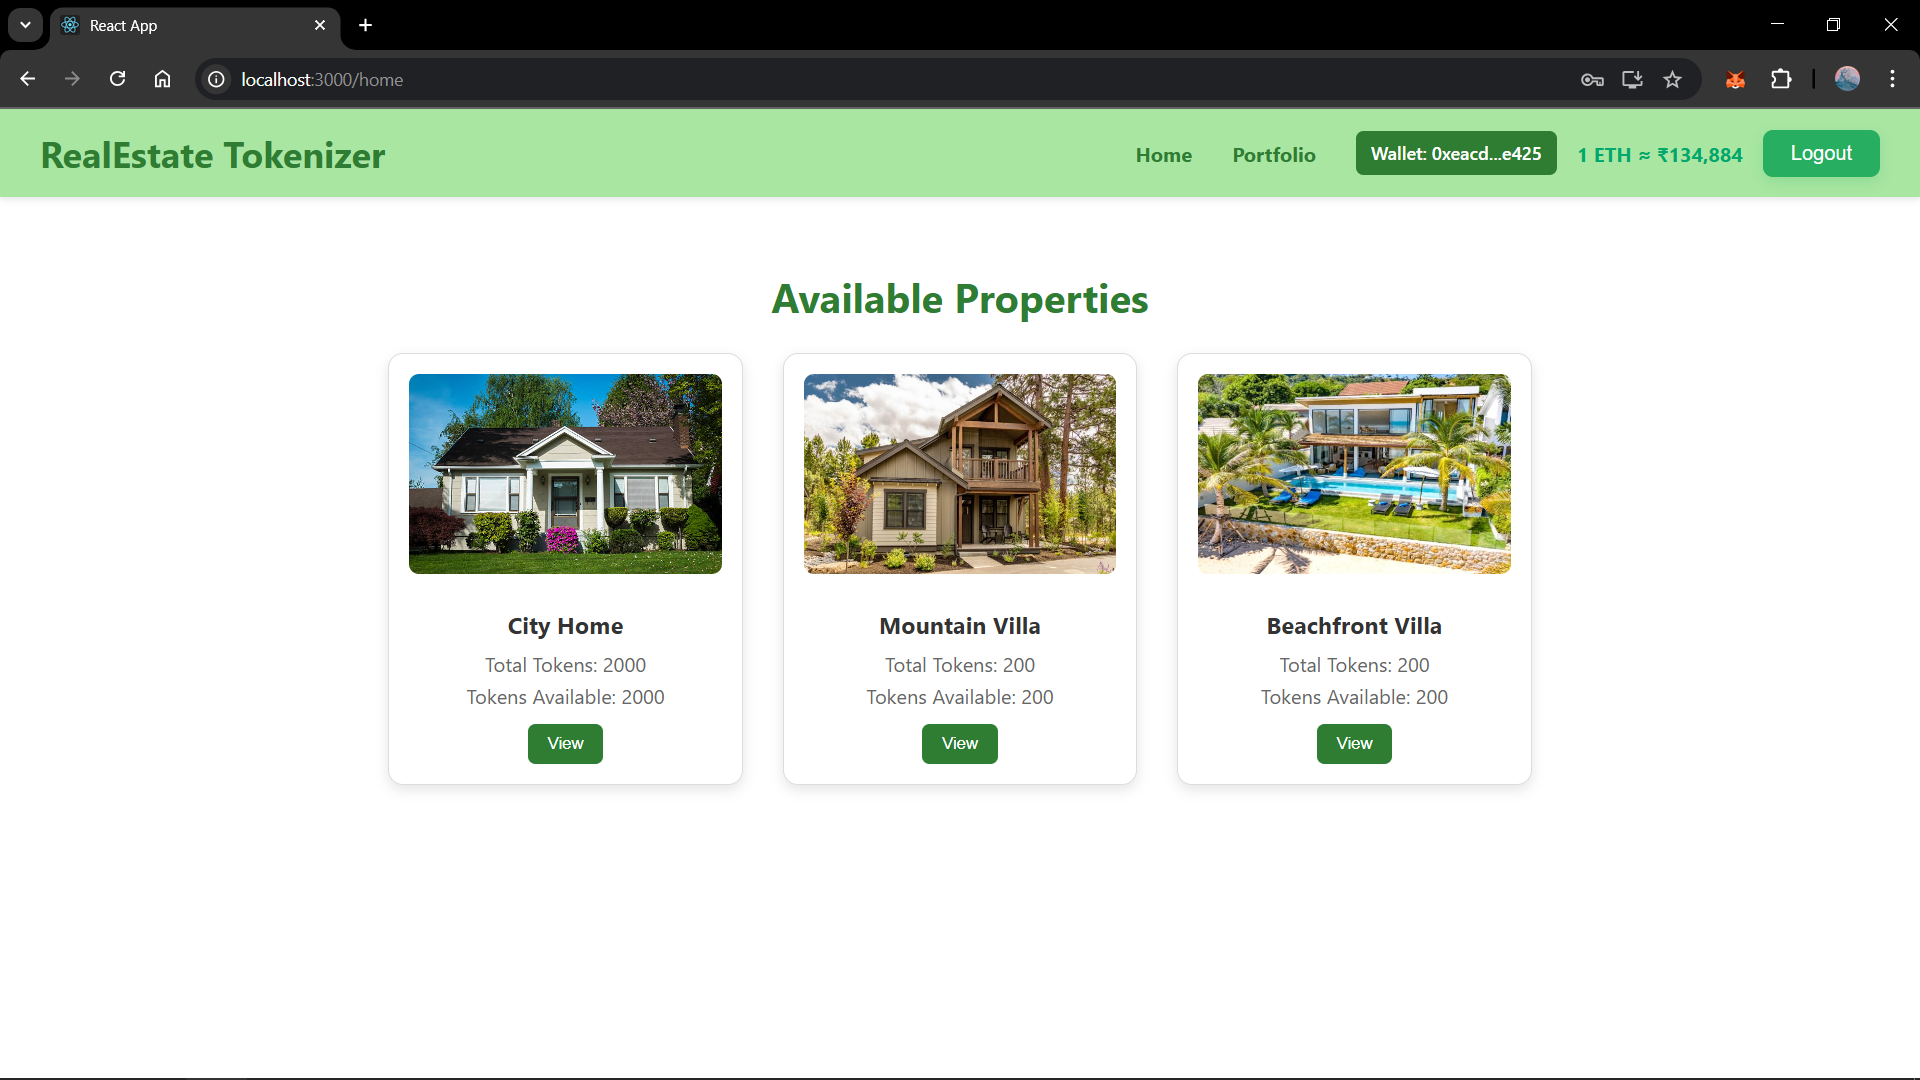 React App
localhost:3000/home
RealEstate Tokenizer
Home
Portfolio
Wallet: 0xeacd...e425
1 ETH ≈ ₹134,884
Logout
Available Properties
City Home
Total Tokens: 2000
Tokens Available: 2000
View
Mountain Villa
Total Tokens: 200
Tokens Available: 200
View
Beachfront Villa
Total Tokens: 200
Tokens Available: 200
View